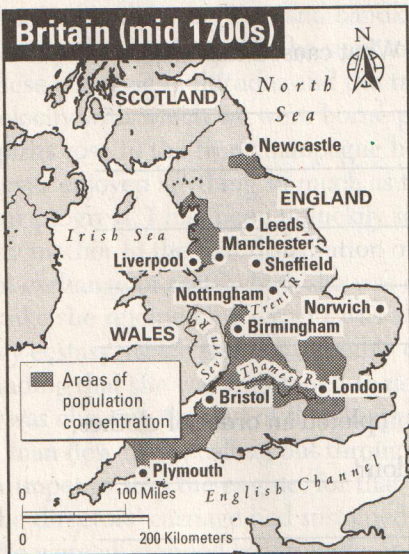 Britain (mid 1700s)
N
SCOTLAND
North
Sea
Newcastle
ENGLAND
Irish Sea
Leeds
Manchester
Liverpool
Sheffield
Nottingham
Trent R.
Norwich
WALES
Severn R.
Birmingham
Thames R.
London
Bristol
Areas of
population
concentration
Plymouth
English Channel
0 100 Miles
0 200 Kilometers